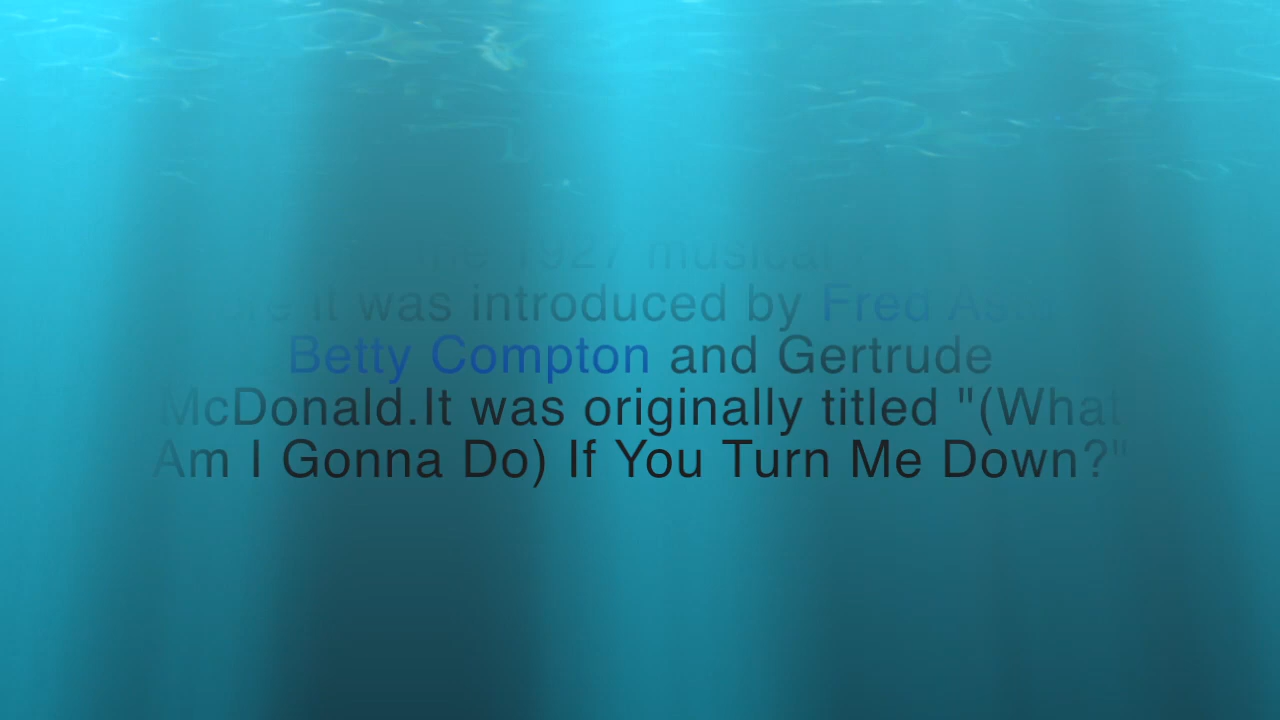 the 1927 musical
it was introduced by Fred
Betty Compton and Gertrude
McDonald.It was originally titled "(What
Am I Gonna Do) If You Turn Me Down?"